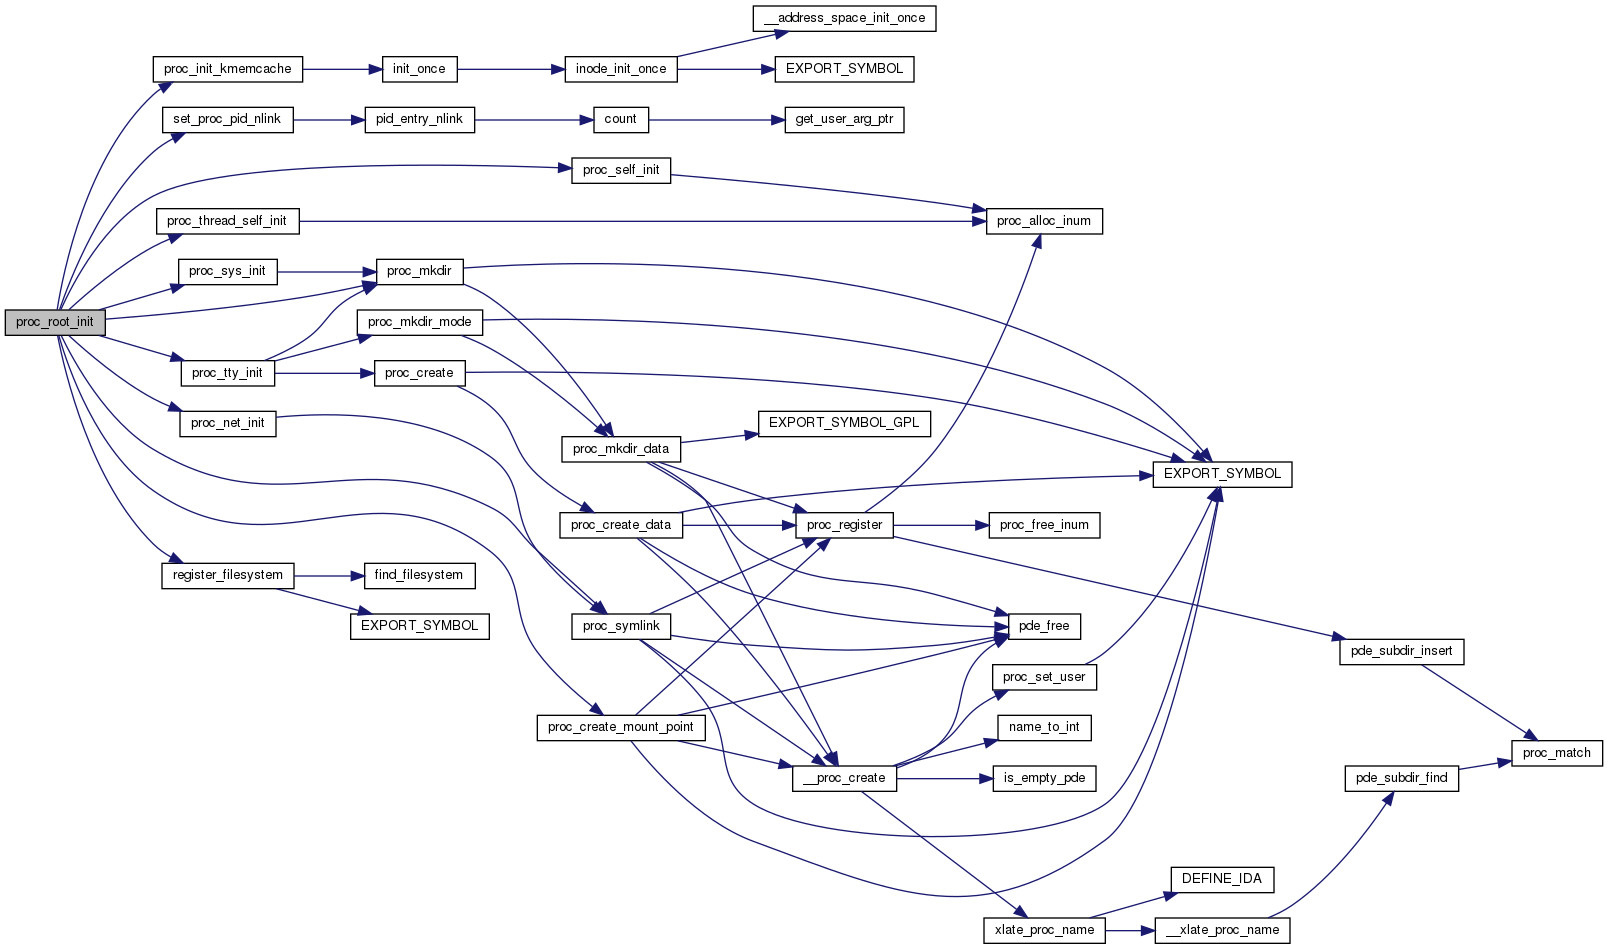 __address_space_init_once
proc_init_kmemcache
init_once
inode_init_once
EXPORT_SYMBOL
set_proc_pid_nlink
pid_entry_nlink
count
get_user_arg_ptr
proc_self_init
proc_thread_self_init
proc_alloc_inum
proc_sys_init
proc_mkdir
proc_root_init
proc_mkdir_mode
proc_tty_init
proc_create
proc_net_init
EXPORT_SYMBOL_GPL
proc_mkdir_data
EXPORT_SYMBOL
proc_create_data
proc_register
proc_free_inum
register_filesystem
find_filesystem
EXPORT_SYMBOL
proc_symlink
pde_free
pde_subdir_insert
proc_set_user
proc_create_mount_point
name_to_int
proc_match
__proc_create
is_empty_pde
pde_subdir_find
DEFINE_IDA
xlate_proc_name
__xlate_proc_name